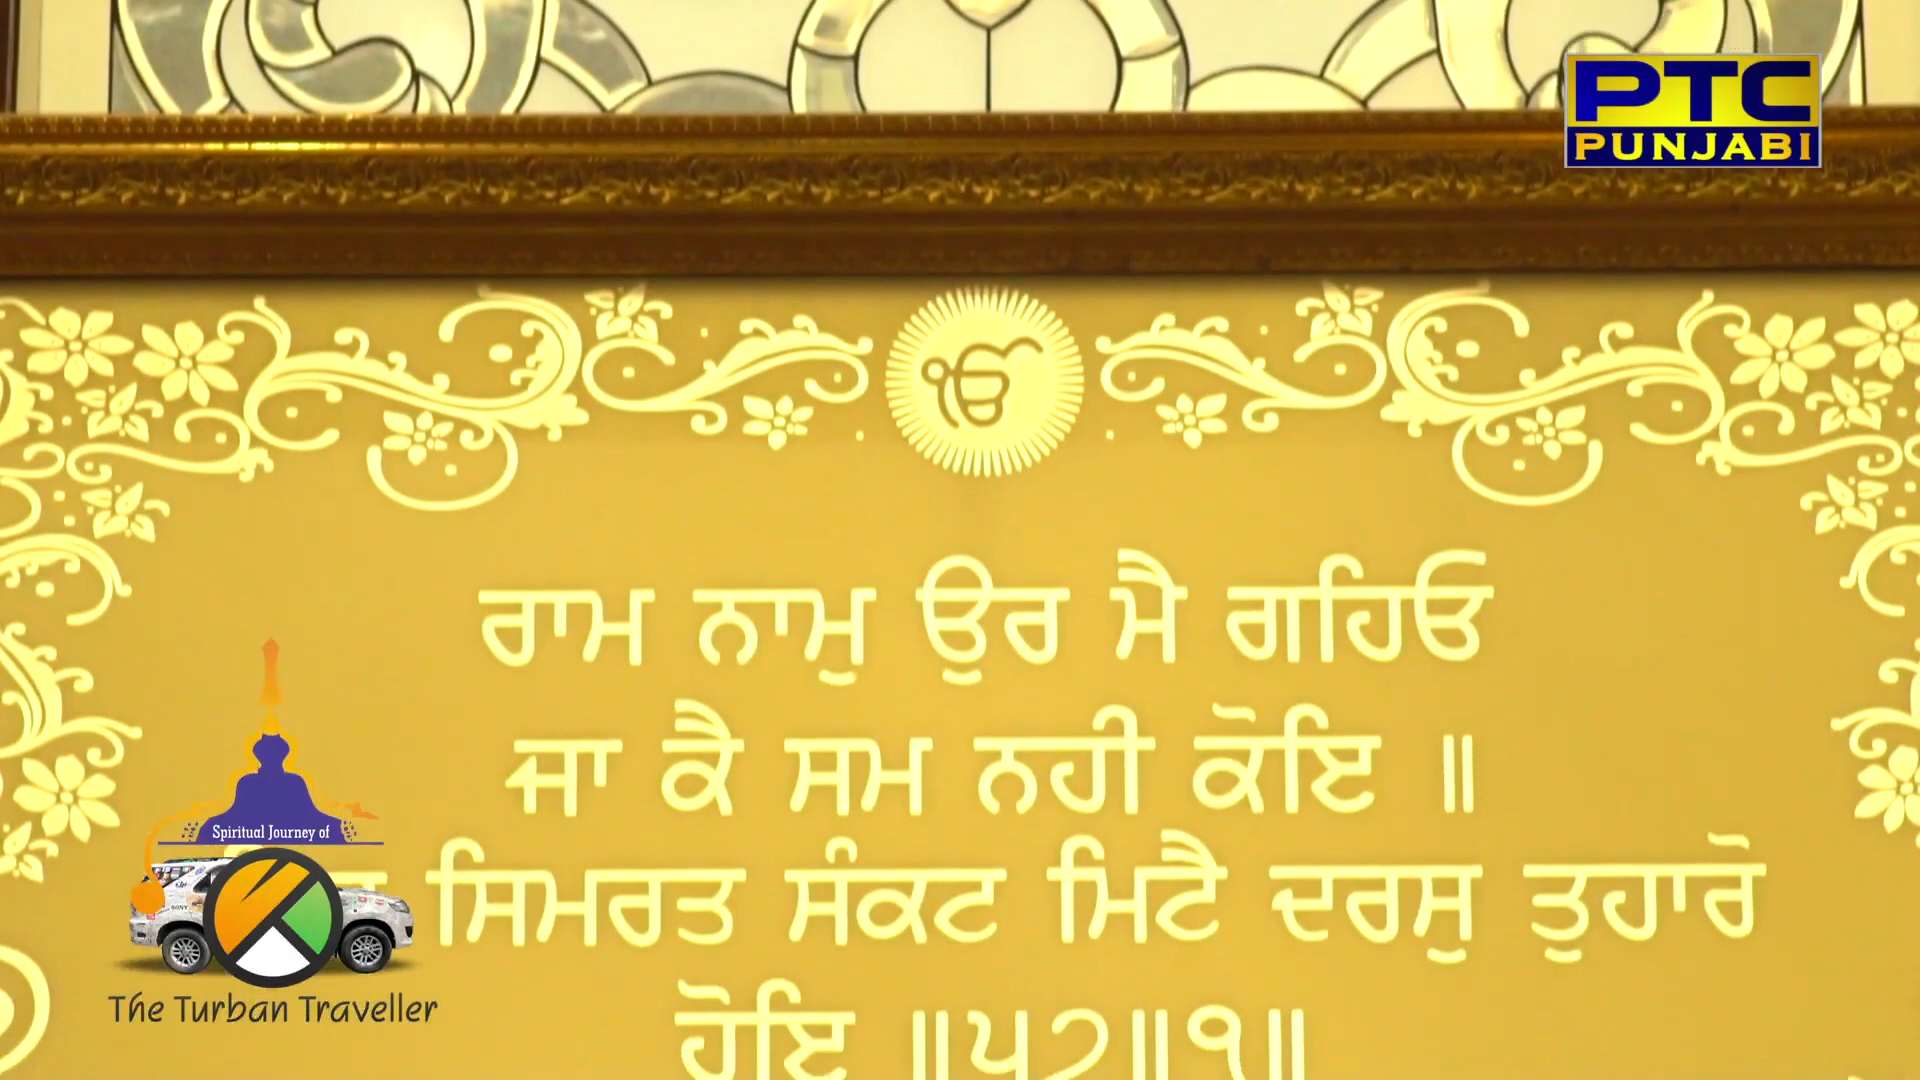 PTC
PUNJABI
ੴ
ਰਾਮ ਨਾਮੁ ਉਰ ਮੈ ਗਹਿਓ
ਜਾ ਕੈ ਸਮ ਨਹੀ ਕੋਇ ॥
ਸਿਮਰਤ ਸੰਕਟ ਮਿਟੈ ਦਰਸੁ ਤੁਹਾਰੋ
ਹੋਇ ॥੫੭॥੧॥
Spiritual Journey of
The Turban Traveller